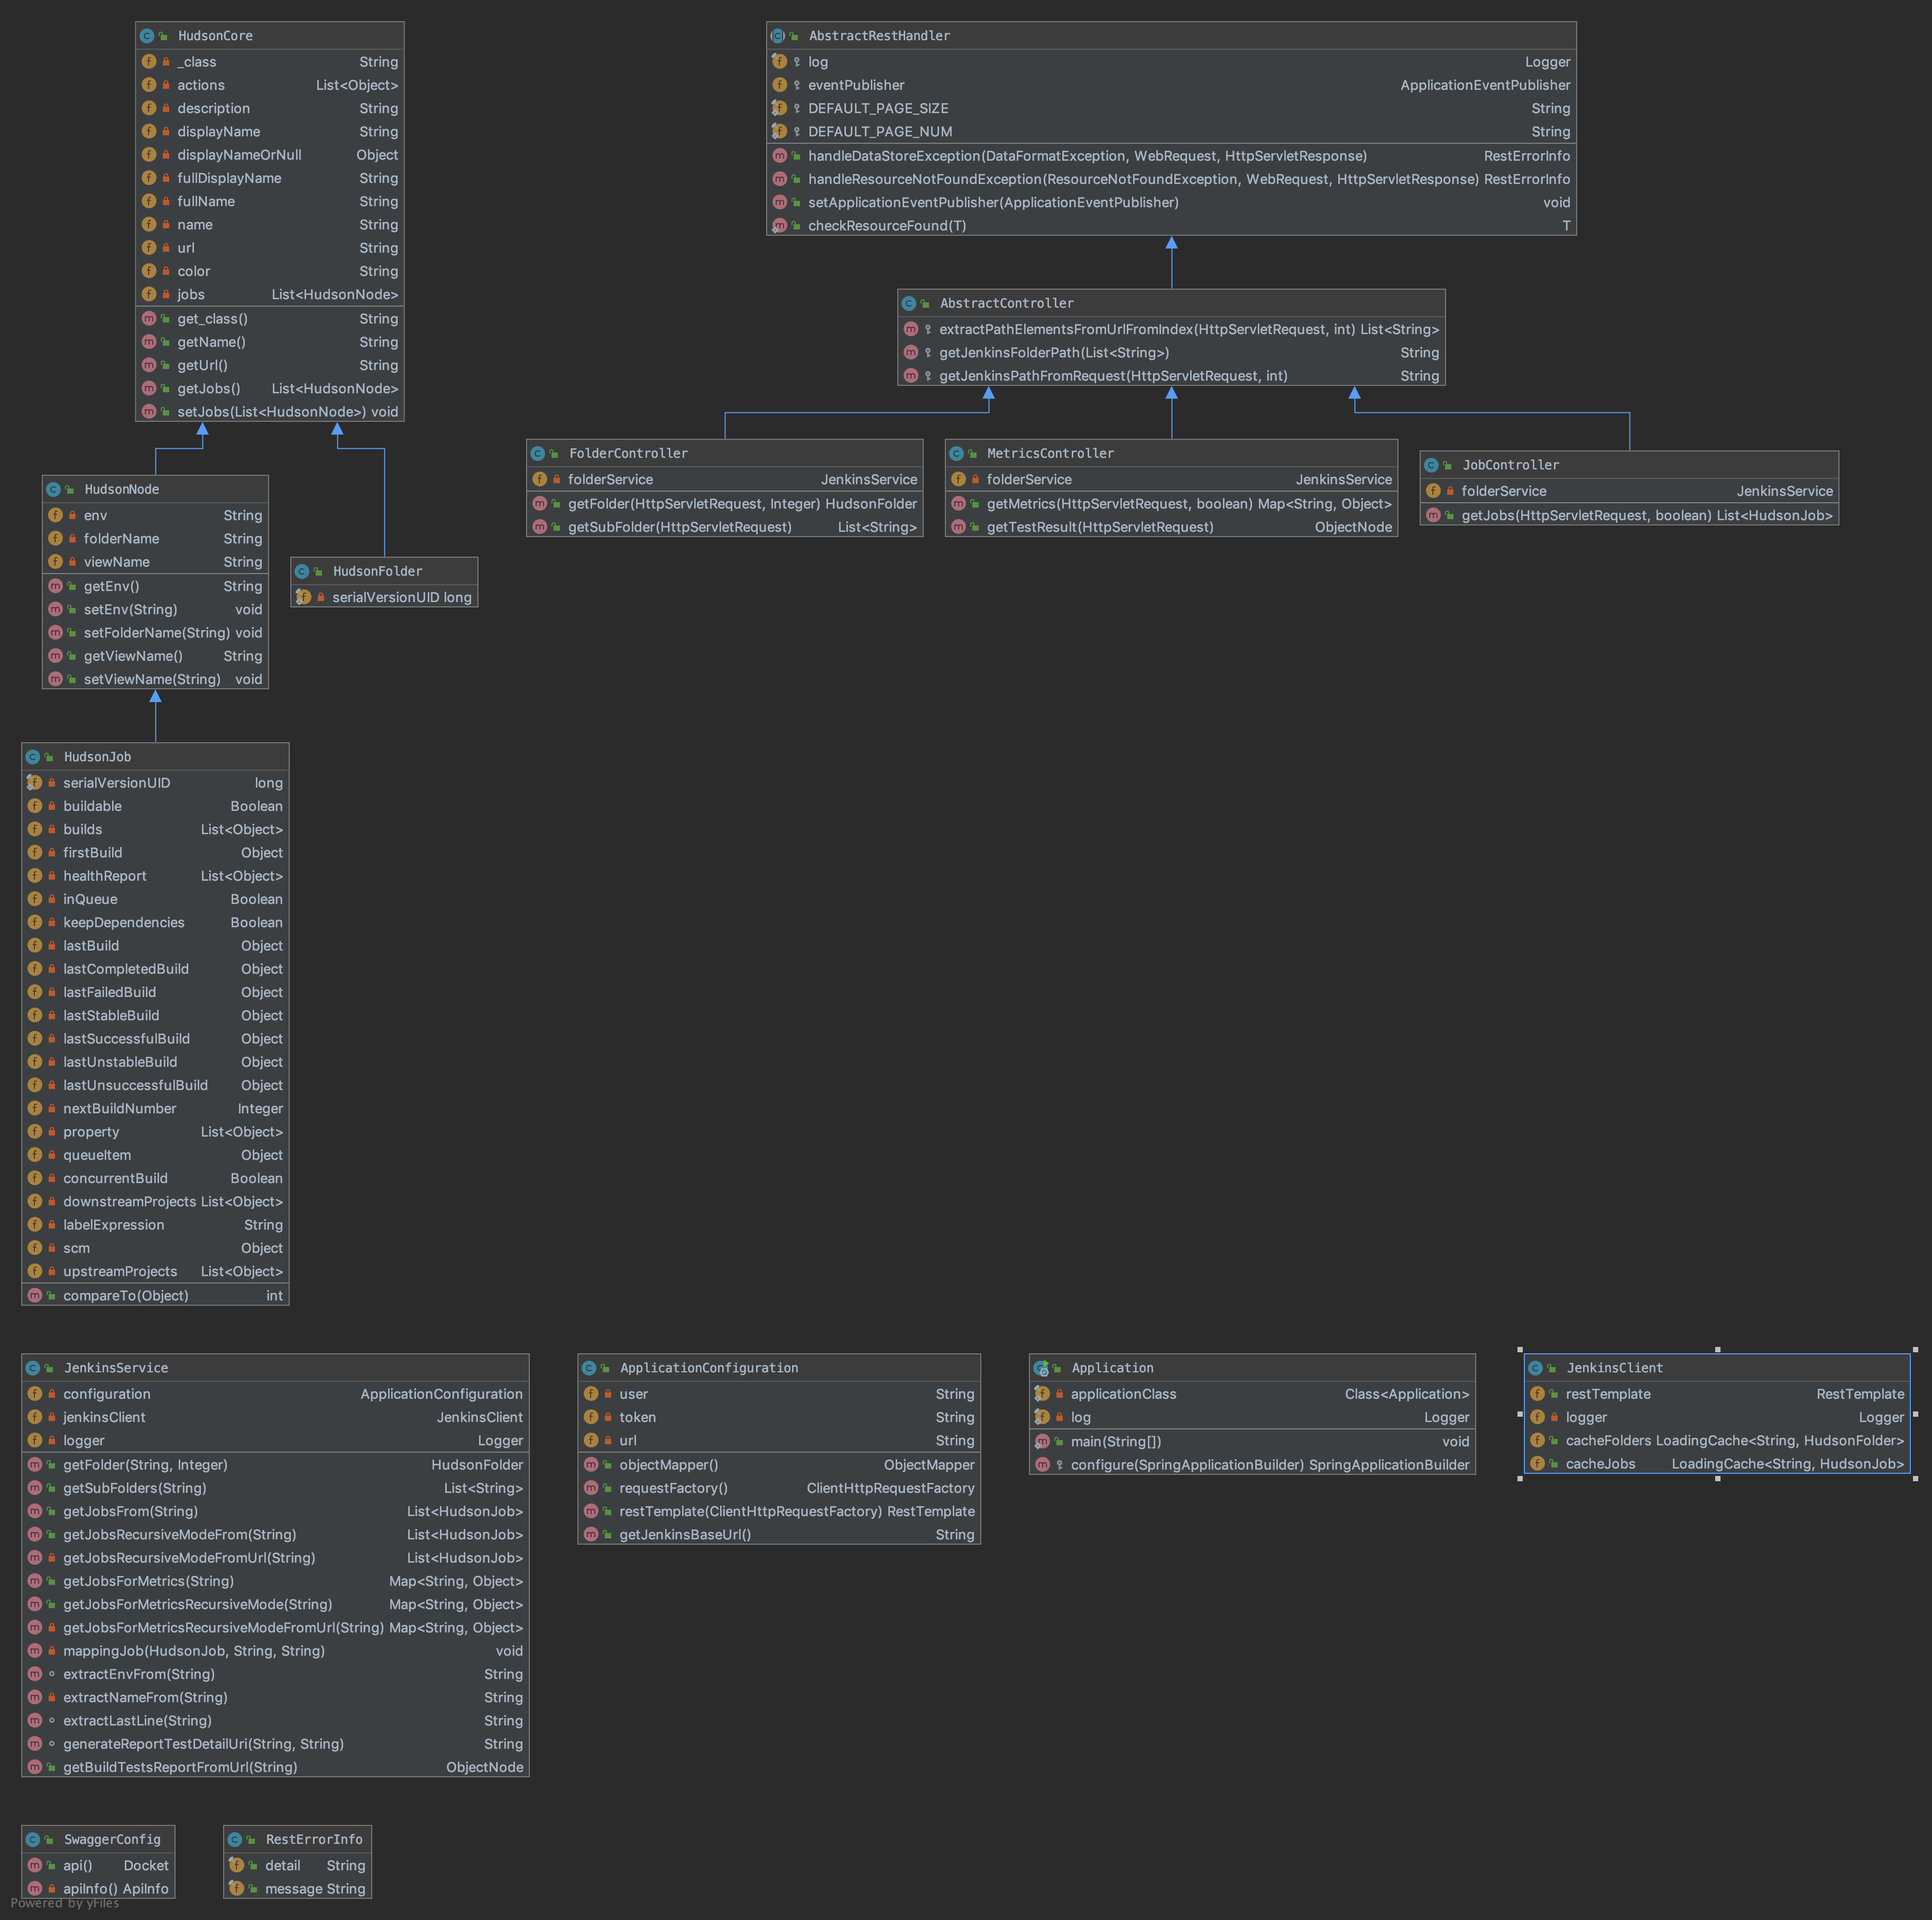 HudsonCore
_class String
actions List<Object>
description String
displayName String
displayNameOrNull Object
fullDisplayName String
fullName String
name String
url String
color String
jobs List<HudsonNode>
get_class() String
getName() String
getUrl() String
getJobs() List<HudsonNode>
setJobs(List<HudsonNode>) void
AbstractRestHandler
log Logger
eventPublisher ApplicationEventPublisher
DEFAULT_PAGE_SIZE String
DEFAULT_PAGE_NUM String
handleDataStoreException(DataFormatException, WebRequest, HttpServletResponse) RestErrorInfo
handleResourceNotFoundException(ResourceNotFoundException, WebRequest, HttpServletResponse) RestErrorInfo
setApplicationEventPublisher(ApplicationEventPublisher) void
checkResourceFound(T) T
AbstractController
extractPathElementsFromUrlFromIndex(HttpServletRequest, int) List<String>
getJenkinsFolderPath(List<String>) String
getJenkinsPathFromRequest(HttpServletRequest, int) String
FolderController
folderService JenkinsService
getFolder(HttpServletRequest, Integer) HudsonFolder
getSubFolder(HttpServletRequest) List<String>
MetricsController
folderService JenkinsService
getMetrics(HttpServletRequest, boolean) Map<String, Object>
getTestResult(HttpServletRequest) ObjectNode
JobController
folderService JenkinsService
getJobs(HttpServletRequest, boolean) List<HudsonJob>
HudsonNode
env String
folderName String
viewName String
getEnv() String
setEnv(String) void
setFolderName(String) void
getViewName() String
setViewName(String) void
HudsonFolder
serialVersionUID long
HudsonJob
serialVersionUID long
buildable Boolean
builds List<Object>
firstBuild Object
healthReport List<Object>
inQueue Boolean
keepDependencies Boolean
lastBuild Object
lastCompletedBuild Object
lastFailedBuild Object
lastStableBuild Object
lastSuccessfulBuild Object
lastUnstableBuild Object
lastUnsuccessfulBuild Object
nextBuildNumber Integer
property List<Object>
queueItem Object
concurrentBuild Boolean
downstreamProjects List<Object>
labelExpression String
scm Object
upstreamProjects List<Object>
compareTo(Object) int
JenkinsService
configuration ApplicationConfiguration
jenkinsClient JenkinsClient
logger Logger
getFolder(String, Integer) HudsonFolder
getSubFolders(String) List<String>
getJobsFrom(String) List<HudsonJob>
getJobsRecursiveModeFrom(String) List<HudsonJob>
getJobsRecursiveModeFromUrl(String) List<HudsonJob>
getJobsForMetrics(String) Map<String, Object>
getJobsForMetricsRecursiveMode(String) Map<String, Object>
getJobsForMetricsRecursiveModeFromUrl(String) Map<String, Object>
mappingJob(HudsonJob, String, String) void
extractEnvFrom(String) String
extractNameFrom(String) String
extractLastLine(String) String
generateReportTestDetailUri(String, String) String
getBuildTestsReportFromUrl(String) ObjectNode
ApplicationConfiguration
user String
token String
url String
objectMapper() ObjectMapper
requestFactory() ClientHttpRequestFactory
restTemplate(ClientHttpRequestFactory) RestTemplate
getJenkinsBaseUrl() String
Application
applicationClass Class<Application>
log Logger
main(String[]) void
configure(SpringApplicationBuilder) SpringApplicationBuilder
JenkinsClient
restTemplate RestTemplate
logger Logger
cacheFolders LoadingCache<String, HudsonFolder>
cacheJobs LoadingCache<String, HudsonJob>
SwaggerConfig
api() Docket
apiInfo() ApiInfo
RestErrorInfo
detail String
message String
Powered by yFiles